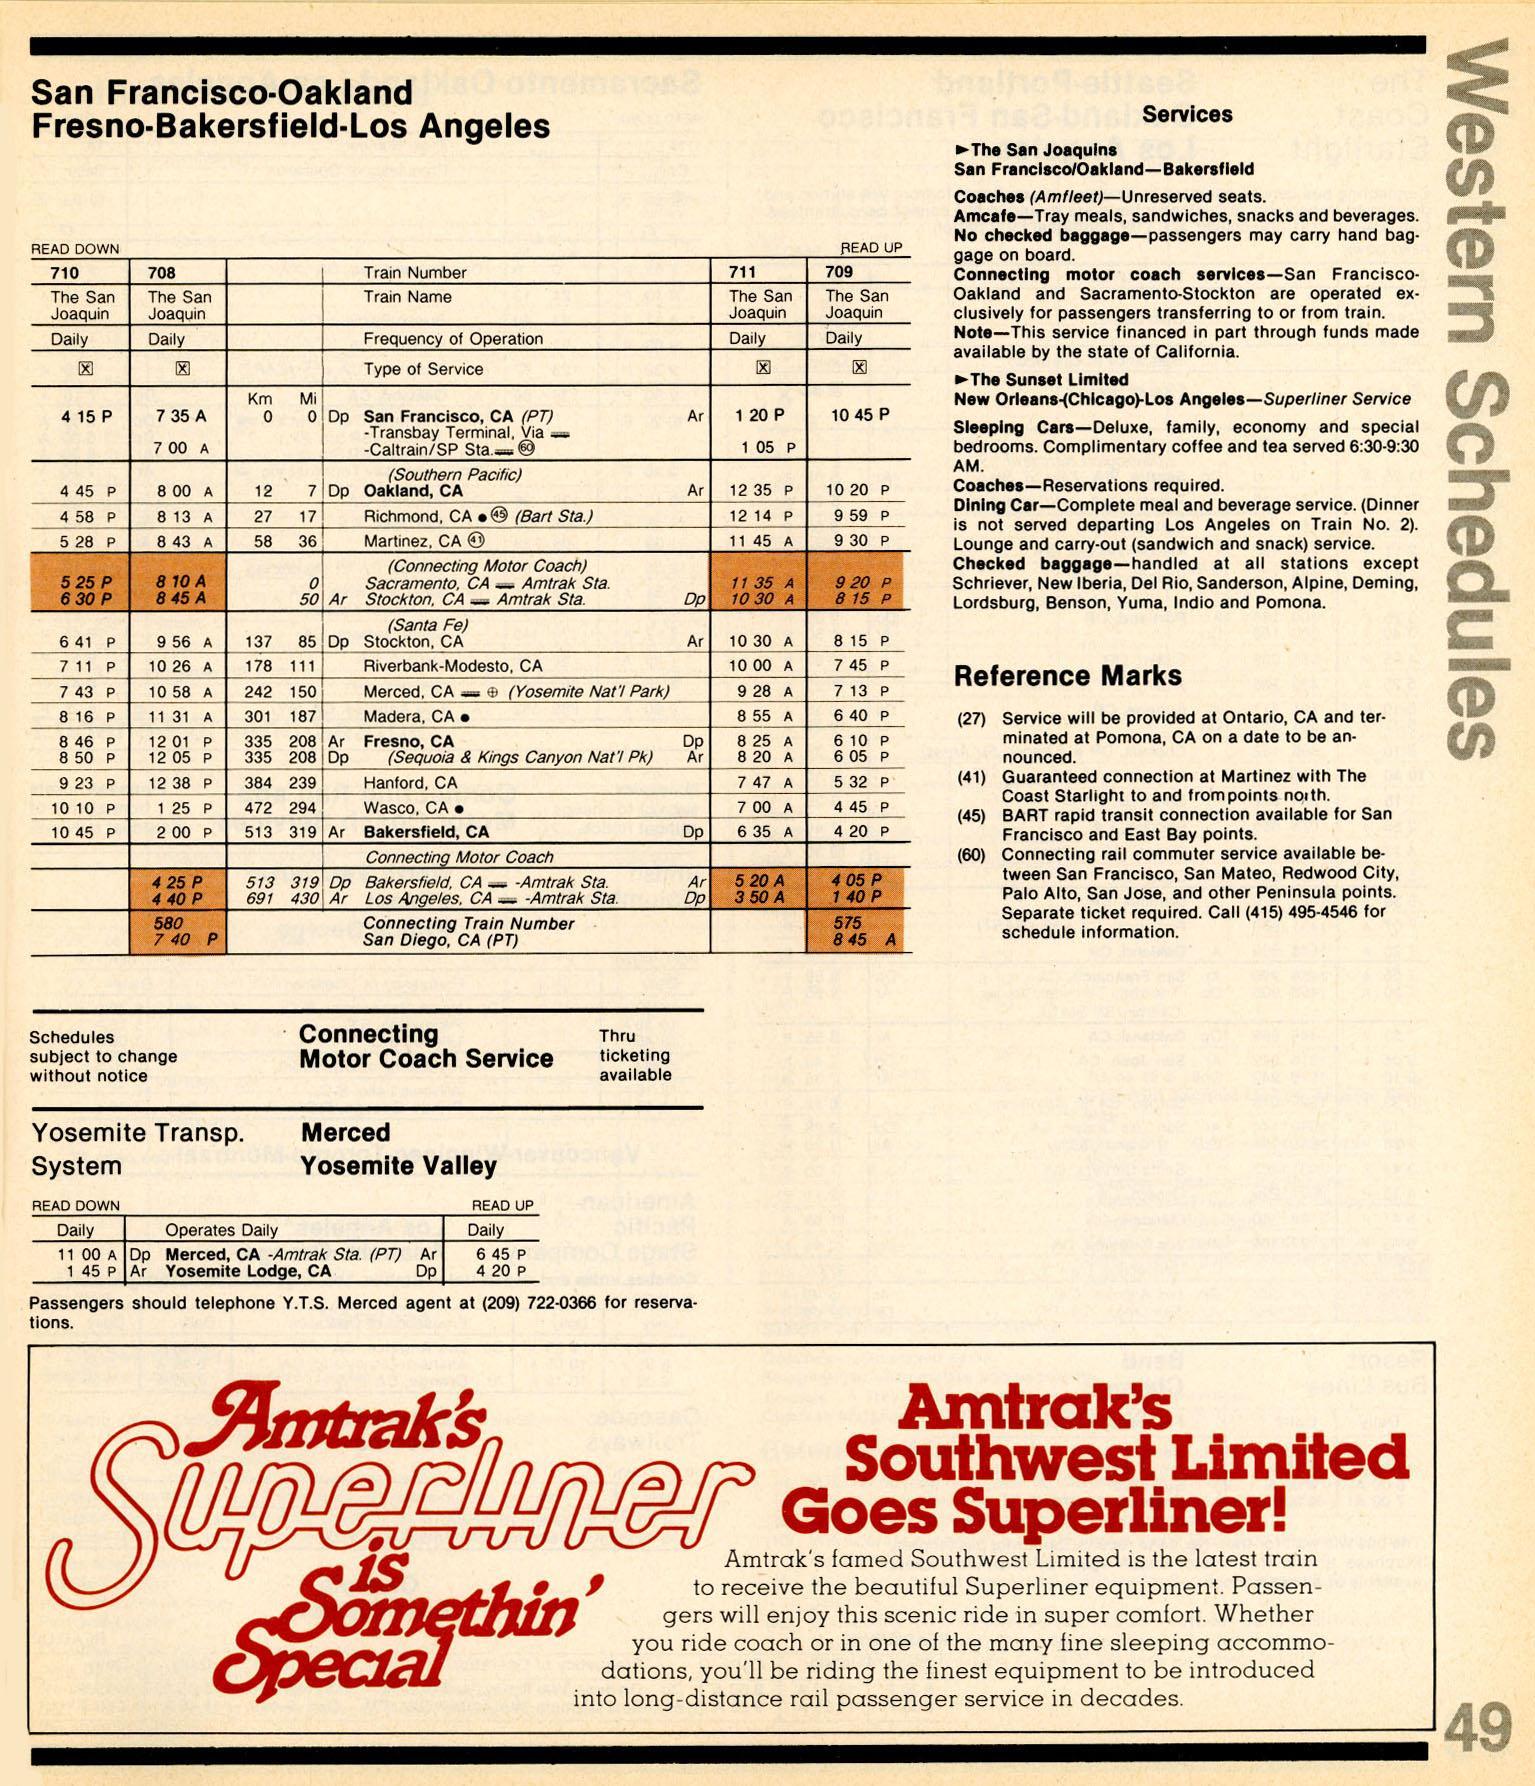 San Francisco-Oakland
Fresno-Bakersfield-Los Angeles
READ DOWN READ UP
710 708 Train Number 711 709
The San Joaquin The San Joaquin Train Name The San Joaquin The San Joaquin
Daily Daily Frequency of Operation Daily Daily
☒ ☒ Type of Service ☒ ☒
Km Mi
4 15 P 7 35 A 0 0 Dp San Francisco, CA (PT) Ar 1 20 P 10 45 P
-Transbay Terminal, Via
7 00 A -Caltrain/SP Sta. 60 1 05 P
(Southern Pacific)
4 45 P 8 00 A 12 7 Dp Oakland, CA Ar 12 35 P 10 20 P
4 58 P 8 13 A 27 17 Richmond, CA ● 45 (Bart Sta.) 12 14 P 9 59 P
5 28 P 8 43 A 58 36 Martinez, CA 41 11 45 A 9 30 P
(Connecting Motor Coach)
5 25 P 8 10 A 0 Sacramento, CA Amtrak Sta. 11 35 A 9 20 P
6 30 P 8 45 A 50 Ar Stockton, CA Amtrak Sta. Dp 10 30 A 8 15 P
(Santa Fe)
6 41 P 9 56 A 137 85 Dp Stockton, CA Ar 10 30 A 8 15 P
7 11 P 10 26 A 178 111 Riverbank-Modesto, CA 10 00 A 7 45 P
7 43 P 10 58 A 242 150 Merced, CA ⊕ (Yosemite Nat'l Park) 9 28 A 7 13 P
8 16 P 11 31 A 301 187 Madera, CA ● 8 55 A 6 40 P
8 46 P 12 01 P 335 208 Ar Fresno, CA Dp 8 25 A 6 10 P
8 50 P 12 05 P 335 208 Dp (Sequoia & Kings Canyon Nat'l Pk) Ar 8 20 A 6 05 P
9 23 P 12 38 P 384 239 Hanford, CA 7 47 A 5 32 P
10 10 P 1 25 P 472 294 Wasco, CA ● 7 00 A 4 45 P
10 45 P 2 00 P 513 319 Ar Bakersfield, CA Dp 6 35 A 4 20 P
Connecting Motor Coach
4 25 P 513 319 Dp Bakersfield, CA -Amtrak Sta. Ar 5 20 A 4 05 P
4 40 P 691 430 Ar Los Angeles, CA -Amtrak Sta. Dp 3 50 A 1 40 P
580 Connecting Train Number 575
7 40 P San Diego, CA (PT) 8 45 A
Schedules
subject to change
without notice
Connecting
Motor Coach Service
Thru
ticketing
available
Yosemite Transp.
System
Merced
Yosemite Valley
READ DOWN READ UP
Daily Operates Daily Daily
11 00 A Dp Merced, CA -Amtrak Sta. (PT) Ar 6 45 P
1 45 P Ar Yosemite Lodge, CA Dp 4 20 P
Passengers should telephone Y.T.S. Merced agent at (209) 722-0366 for reserva-
tions.
Services
►The San Joaquins
San Francisco/Oakland—Bakersfield
Coaches (Amfleet)—Unreserved seats.
Amcafe—Tray meals, sandwiches, snacks and beverages.
No checked baggage—passengers may carry hand bag-
gage on board.
Connecting motor coach services—San Francisco-
Oakland and Sacramento-Stockton are operated ex-
clusively for passengers transferring to or from train.
Note—This service financed in part through funds made
available by the state of California.
►The Sunset Limited
New Orleans-(Chicago)-Los Angeles—Superliner Service
Sleeping Cars—Deluxe, family, economy and special
bedrooms. Complimentary coffee and tea served 6:30-9:30
AM.
Coaches—Reservations required.
Dining Car—Complete meal and beverage service. (Dinner
is not served departing Los Angeles on Train No. 2).
Lounge and carry-out (sandwich and snack) service.
Checked baggage—handled at all stations except
Schriever, New Iberia, Del Rio, Sanderson, Alpine, Deming,
Lordsburg, Benson, Yuma, Indio and Pomona.
Reference Marks
(27) Service will be provided at Ontario, CA and ter-
minated at Pomona, CA on a date to be an-
nounced.
(41) Guaranteed connection at Martinez with The
Coast Starlight to and from points north.
(45) BART rapid transit connection available for San
Francisco and East Bay points.
(60) Connecting rail commuter service available be-
tween San Francisco, San Mateo, Redwood City,
Palo Alto, San Jose, and other Peninsula points.
Separate ticket required. Call (415) 495-4546 for
schedule information.
Western Schedules
Amtrak's
Superliner
is
Somethin'
Special
Amtrak's
Southwest Limited
Goes Superliner!
Amtrak's famed Southwest Limited is the latest train
to receive the beautiful Superliner equipment. Passen-
gers will enjoy this scenic ride in super comfort. Whether
you ride coach or in one of the many fine sleeping accommo-
dations, you'll be riding the finest equipment to be introduced
into long-distance rail passenger service in decades.
49